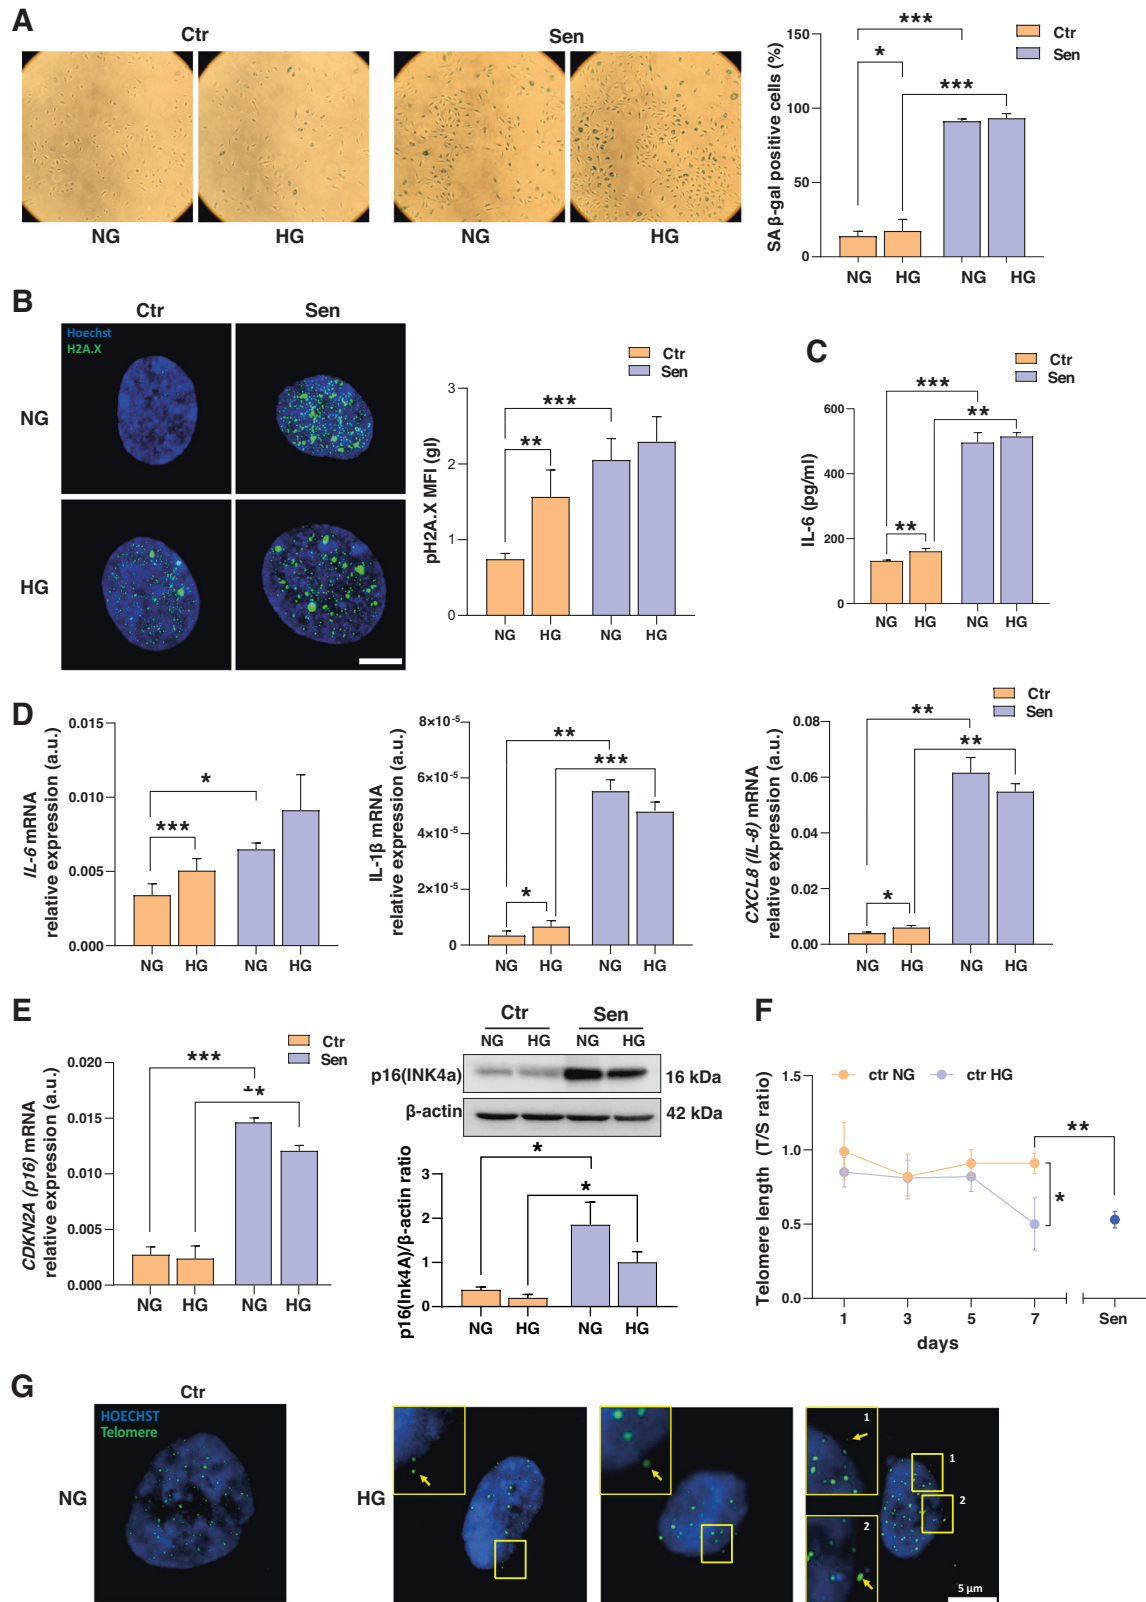 A
Ctr
Sen
NG
HG
NG
HG
SA β-gal positive cells (%)
150
100
50
0
***
*
***
Ctr
Sen
NG
HG
NG
HG
B
Ctr
Sen
Hoechst
H2A.X
NG
HG
pH2A.X MFI (gl)
3
2
1
0
***
**
Ctr
Sen
NG
HG
NG
HG
C
Ctr
Sen
IL-6 (pg/ml)
600
400
200
0
***
**
**
NG
HG
NG
HG
D
IL-6 mRNA
relative expression (a.u.)
0.015
0.010
0.005
0.000
*
***
NG
HG
NG
HG
IL-1β mRNA
relative expression (a.u.)
8×10-5
6×10-5
4×10-5
2×10-5
0
**
***
*
NG
HG
NG
HG
CXCL8 (IL-8) mRNA
relative expression (a.u.)
0.08
0.06
0.04
0.02
0.00
**
**
*
Ctr
Sen
NG
HG
NG
HG
E
CDKN2A (p16) mRNA
relative expression (a.u.)
0.020
0.015
0.010
0.005
0.000
***
**
Ctr
Sen
NG
HG
NG
HG
Ctr
Sen
NG
HG
NG
HG
p16(INK4a)
16 kDa
β-actin
42 kDa
p16(Ink4A)/β-actin ratio
3
2
1
0
*
*
NG
HG
NG
HG
F
ctr NG
ctr HG
Telomere length (T/S ratio)
1.5
1.0
0.5
0.0
**
*
1
3
5
7
Sen
days
G
Ctr
HOECHST
Telomere
NG
HG
1
1
2
2
5 μm